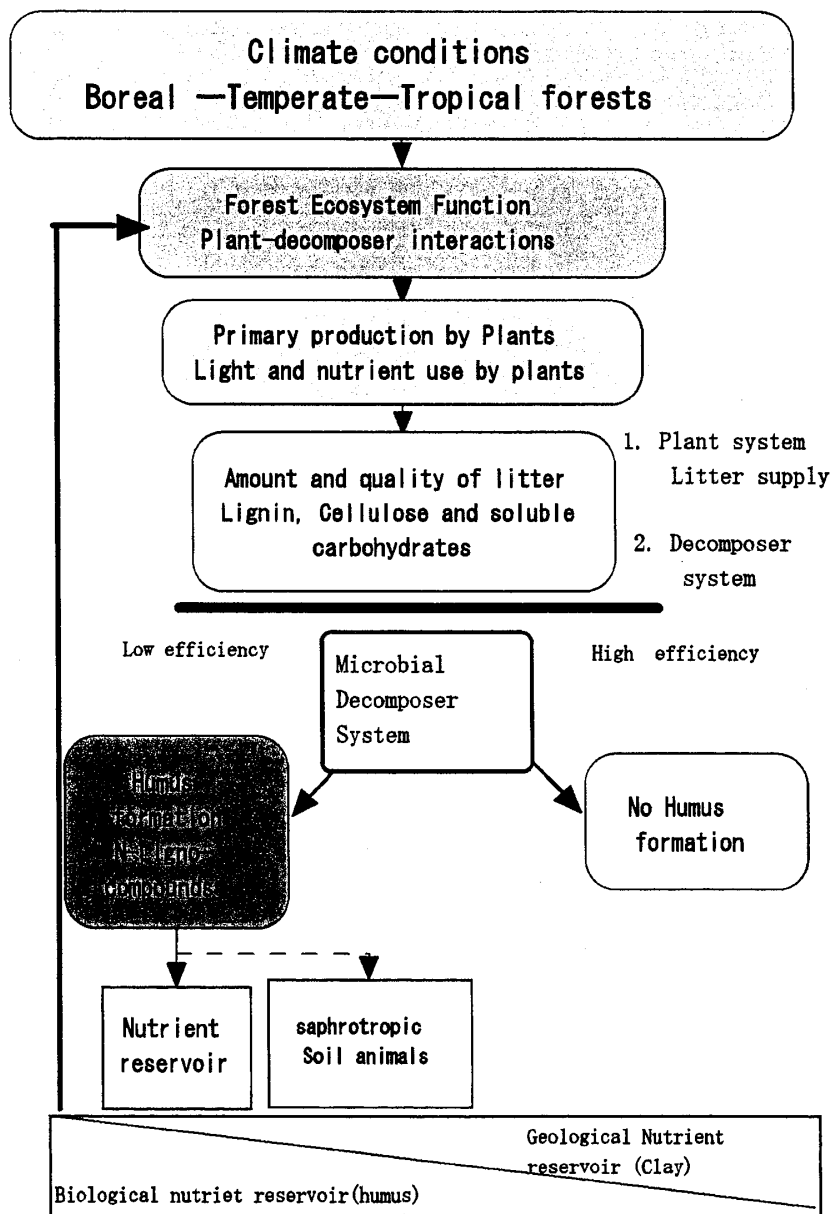 Climate conditions
Boreal —Temperate—Tropical forests
Forest Ecosystem Function
Plant-decomposer interactions
Primary production by Plants
Light and nutrient use by plants
Amount and quality of litter
Lignin, Cellulose and soluble
carbohydrates
1. Plant system
Litter supply
2. Decomposer
system
Low efficiency
High efficiency
Microbial
Decomposer
System
Humus
formation
N-Ligno-
compounds
No Humus
formation
Nutrient
reservoir
saphrotropic
Soil animals
Geological Nutrient
reservoir (Clay)
Biological nutriet reservoir(humus)